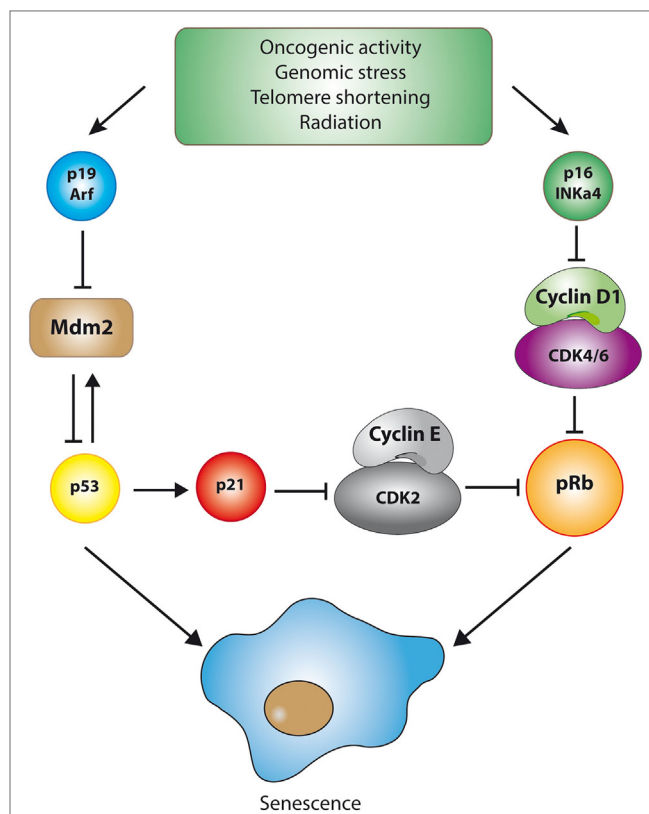 Oncogenic activity
Genomic stress
Telomere shortening
Radiation
p19
Arf
p16
INKa4
Mdm2
Cyclin D1
CDK4/6
p53
p21
Cyclin E
CDK2
pRb
Senescence